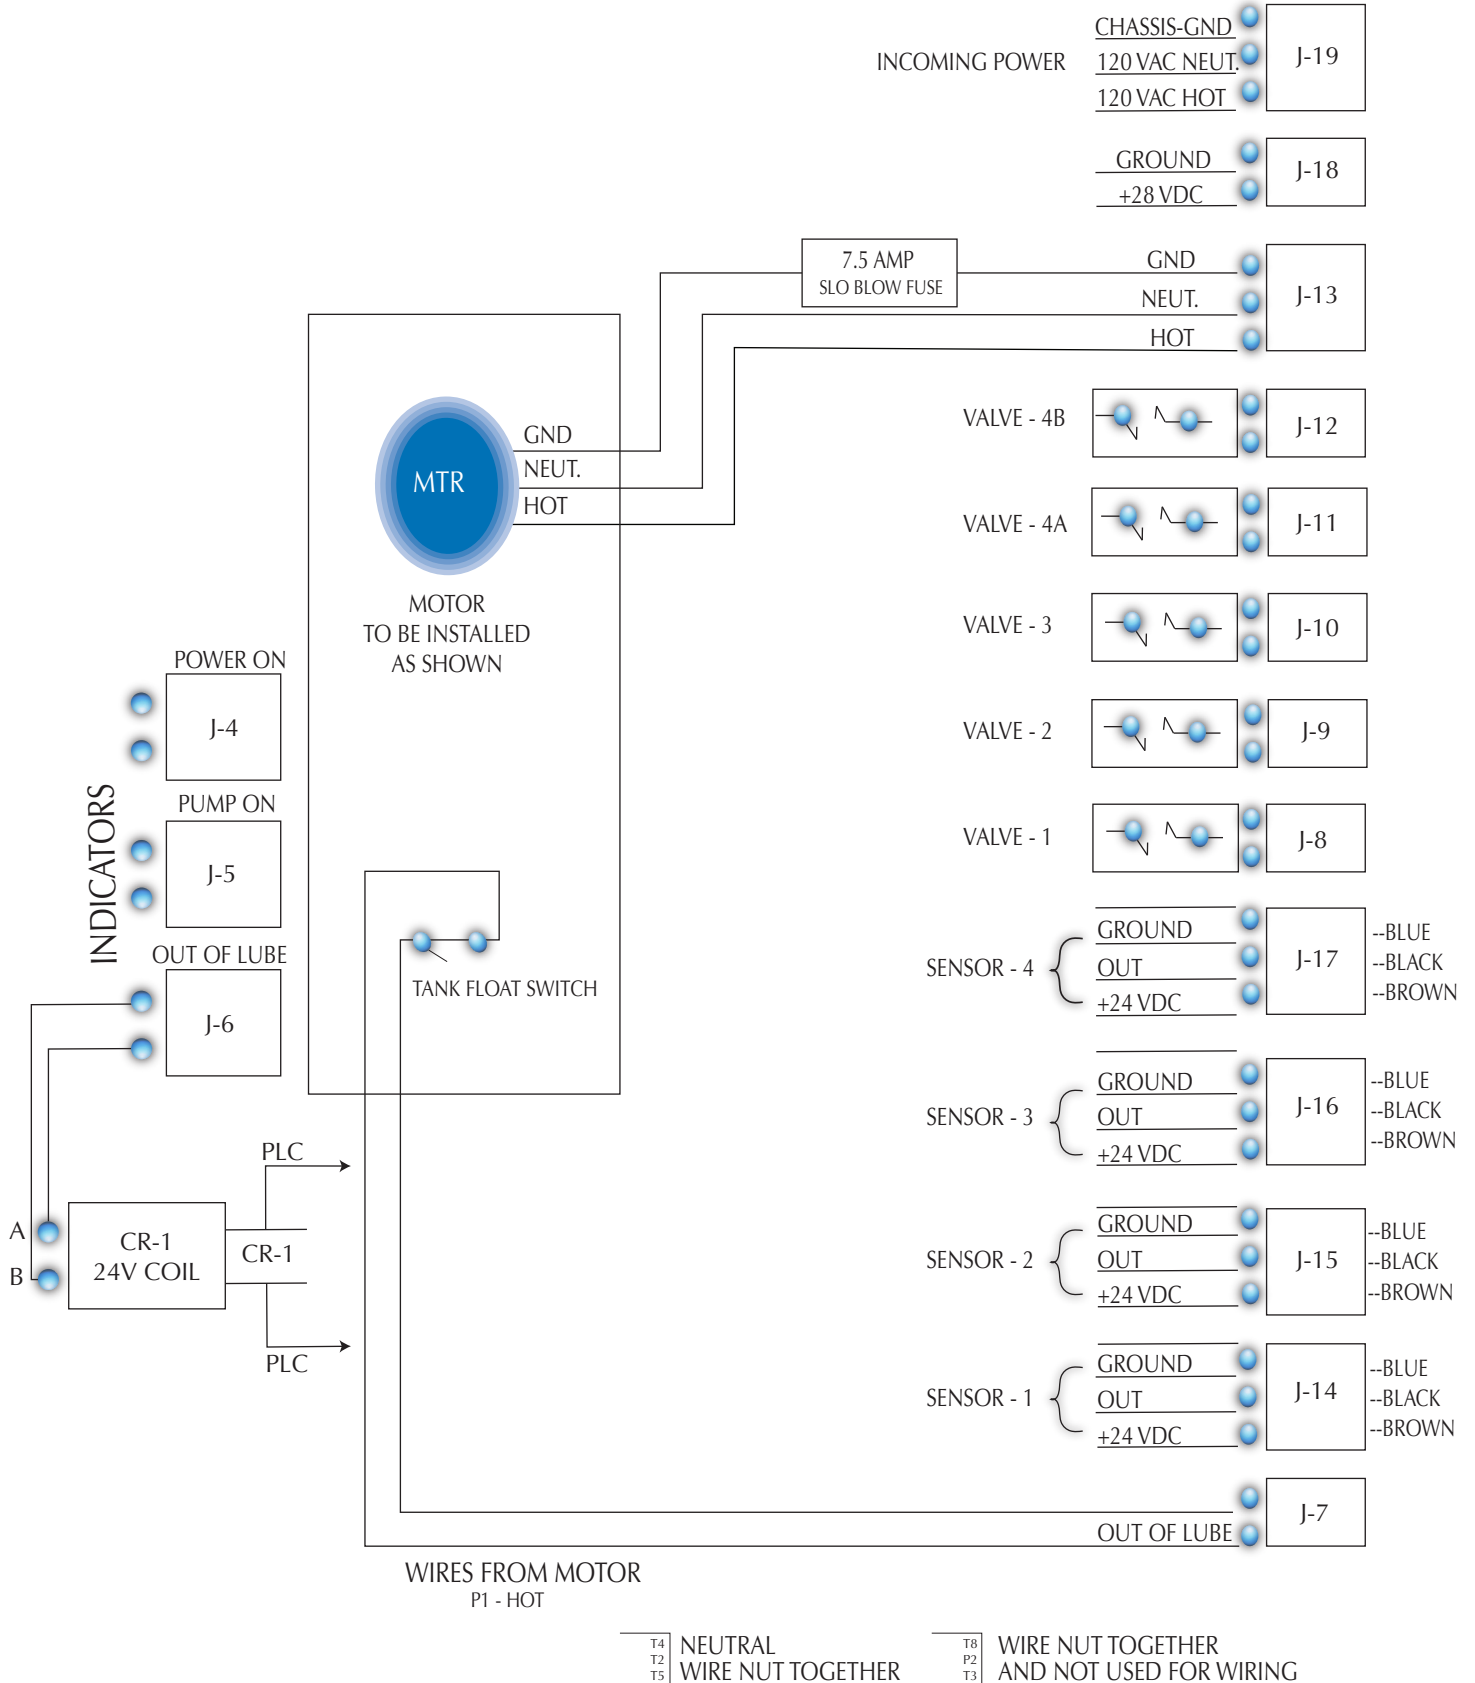 CHASSIS-GND
INCOMING POWER
120 VAC NEUT.
120 VAC HOT
J-19
GROUND
+28 VDC
J-18
7.5 AMP
SLO BLOW FUSE
GND
NEUT.
HOT
J-13
VALVE - 4B
J-12
MTR
GND
NEUT.
HOT
VALVE - 4A
J-11
MOTOR
TO BE INSTALLED
AS SHOWN
VALVE - 3
J-10
VALVE - 2
J-9
VALVE - 1
J-8
INDICATORS
POWER ON
J-4
PUMP ON
J-5
OUT OF LUBE
J-6
TANK FLOAT SWITCH
SENSOR - 4
GROUND
OUT
+24 VDC
J-17
--BLUE
--BLACK
--BROWN
SENSOR - 3
GROUND
OUT
+24 VDC
J-16
--BLUE
--BLACK
--BROWN
PLC
A
B
CR-1
24V COIL
CR-1
PLC
SENSOR - 2
GROUND
OUT
+24 VDC
J-15
--BLUE
--BLACK
--BROWN
SENSOR - 1
GROUND
OUT
+24 VDC
J-14
--BLUE
--BLACK
--BROWN
OUT OF LUBE
J-7
WIRES FROM MOTOR
P1 - HOT
T4
T2
T5
NEUTRAL
WIRE NUT TOGETHER
T8
P2
T3
WIRE NUT TOGETHER
AND NOT USED FOR WIRING